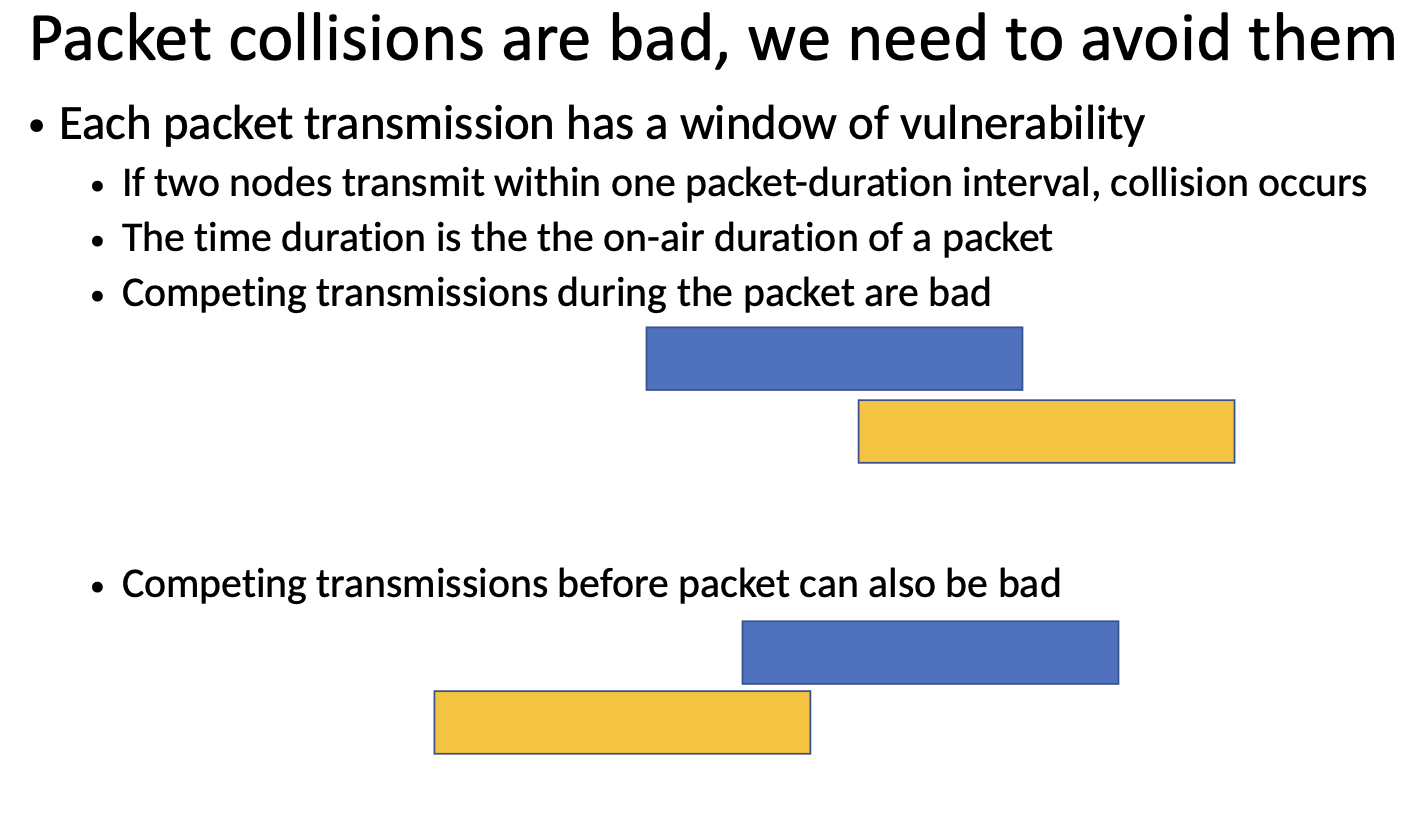 Packet collisions are bad, we need to avoid them
• Each packet transmission has a window of vulnerability
• If two nodes transmit within one packet-duration interval, collision occurs
• The time duration is the the on-air duration of a packet
• Competing transmissions during the packet are bad
• Competing transmissions before packet can also be bad